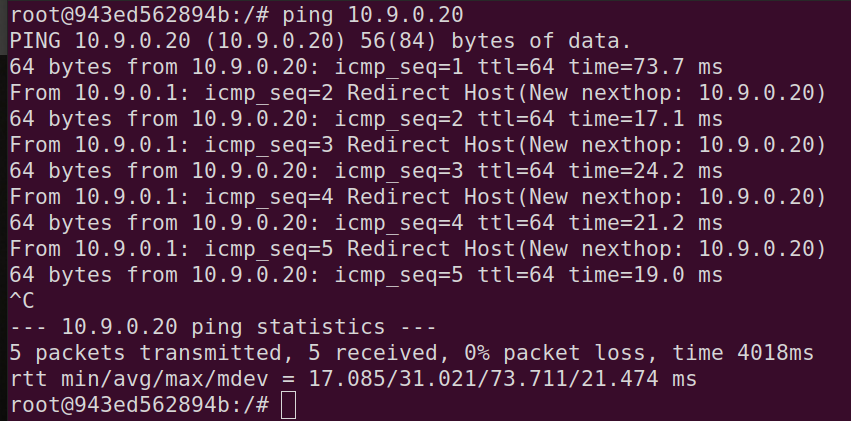 root@943ed562894b:/# ping 10.9.0.20
PING 10.9.0.20 (10.9.0.20) 56(84) bytes of data.
64 bytes from 10.9.0.20: icmp_seq=1 ttl=64 time=73.7 ms
From 10.9.0.1: icmp_seq=2 Redirect Host(New nexthop: 10.9.0.20)
64 bytes from 10.9.0.20: icmp_seq=2 ttl=64 time=17.1 ms
From 10.9.0.1: icmp_seq=3 Redirect Host(New nexthop: 10.9.0.20)
64 bytes from 10.9.0.20: icmp_seq=3 ttl=64 time=24.2 ms
From 10.9.0.1: icmp_seq=4 Redirect Host(New nexthop: 10.9.0.20)
64 bytes from 10.9.0.20: icmp_seq=4 ttl=64 time=21.2 ms
From 10.9.0.1: icmp_seq=5 Redirect Host(New nexthop: 10.9.0.20)
64 bytes from 10.9.0.20: icmp_seq=5 ttl=64 time=19.0 ms
^C
--- 10.9.0.20 ping statistics ---
5 packets transmitted, 5 received, 0% packet loss, time 4018ms
rtt min/avg/max/mdev = 17.085/31.021/73.711/21.474 ms
root@943ed562894b:/#